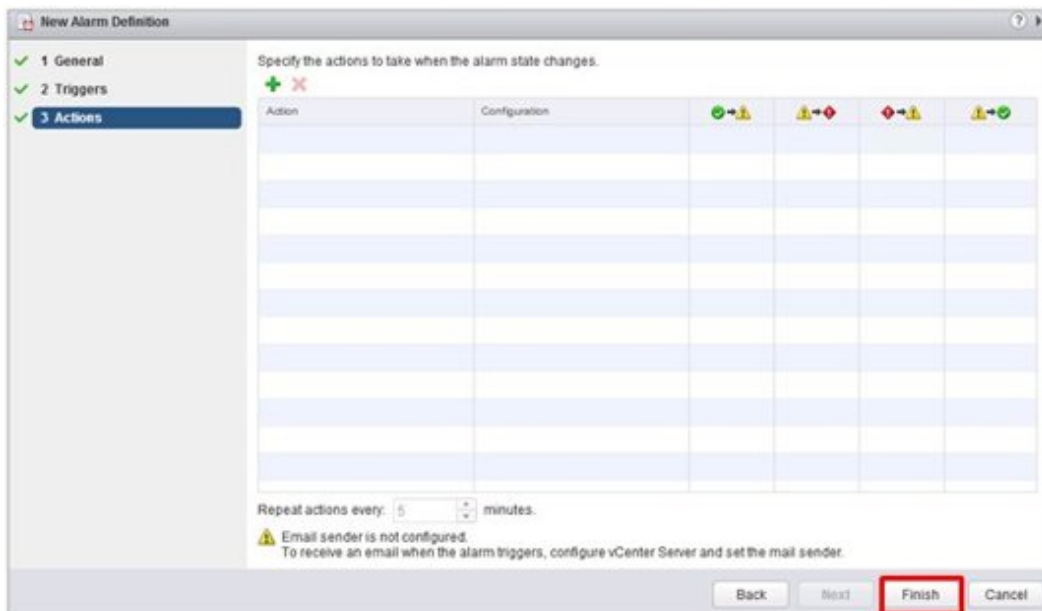 New Alarm Definition
?
1 General
2 Triggers
3 Actions
Specify the actions to take when the alarm state changes.
Action Configuration
Repeat actions every: 5 minutes.
Email sender is not configured.
To receive an email when the alarm triggers, configure vCenter Server and set the mail sender.
Back Next Finish Cancel